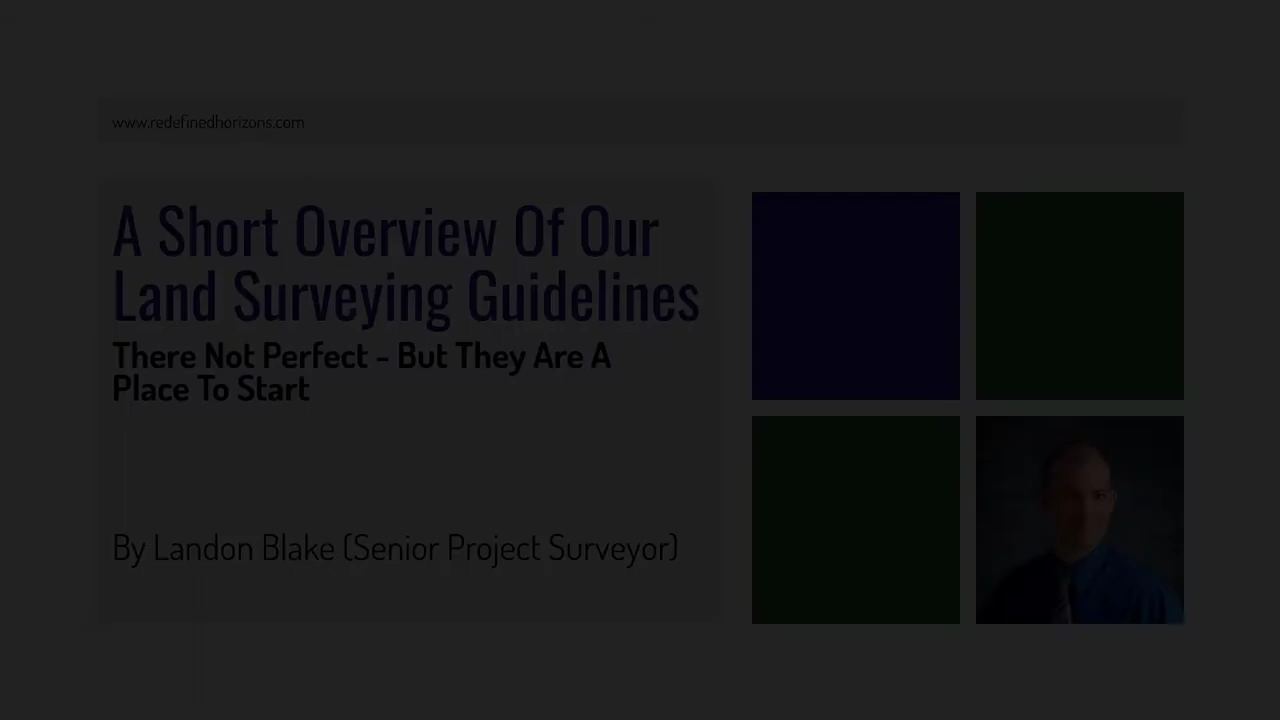 www.redefinedhorizons.com
A Short Overview Of Our
Land Surveying Guidelines
There Not Perfect - But They Are A
Place To Start
By Landon Blake (Senior Project Surveyor)